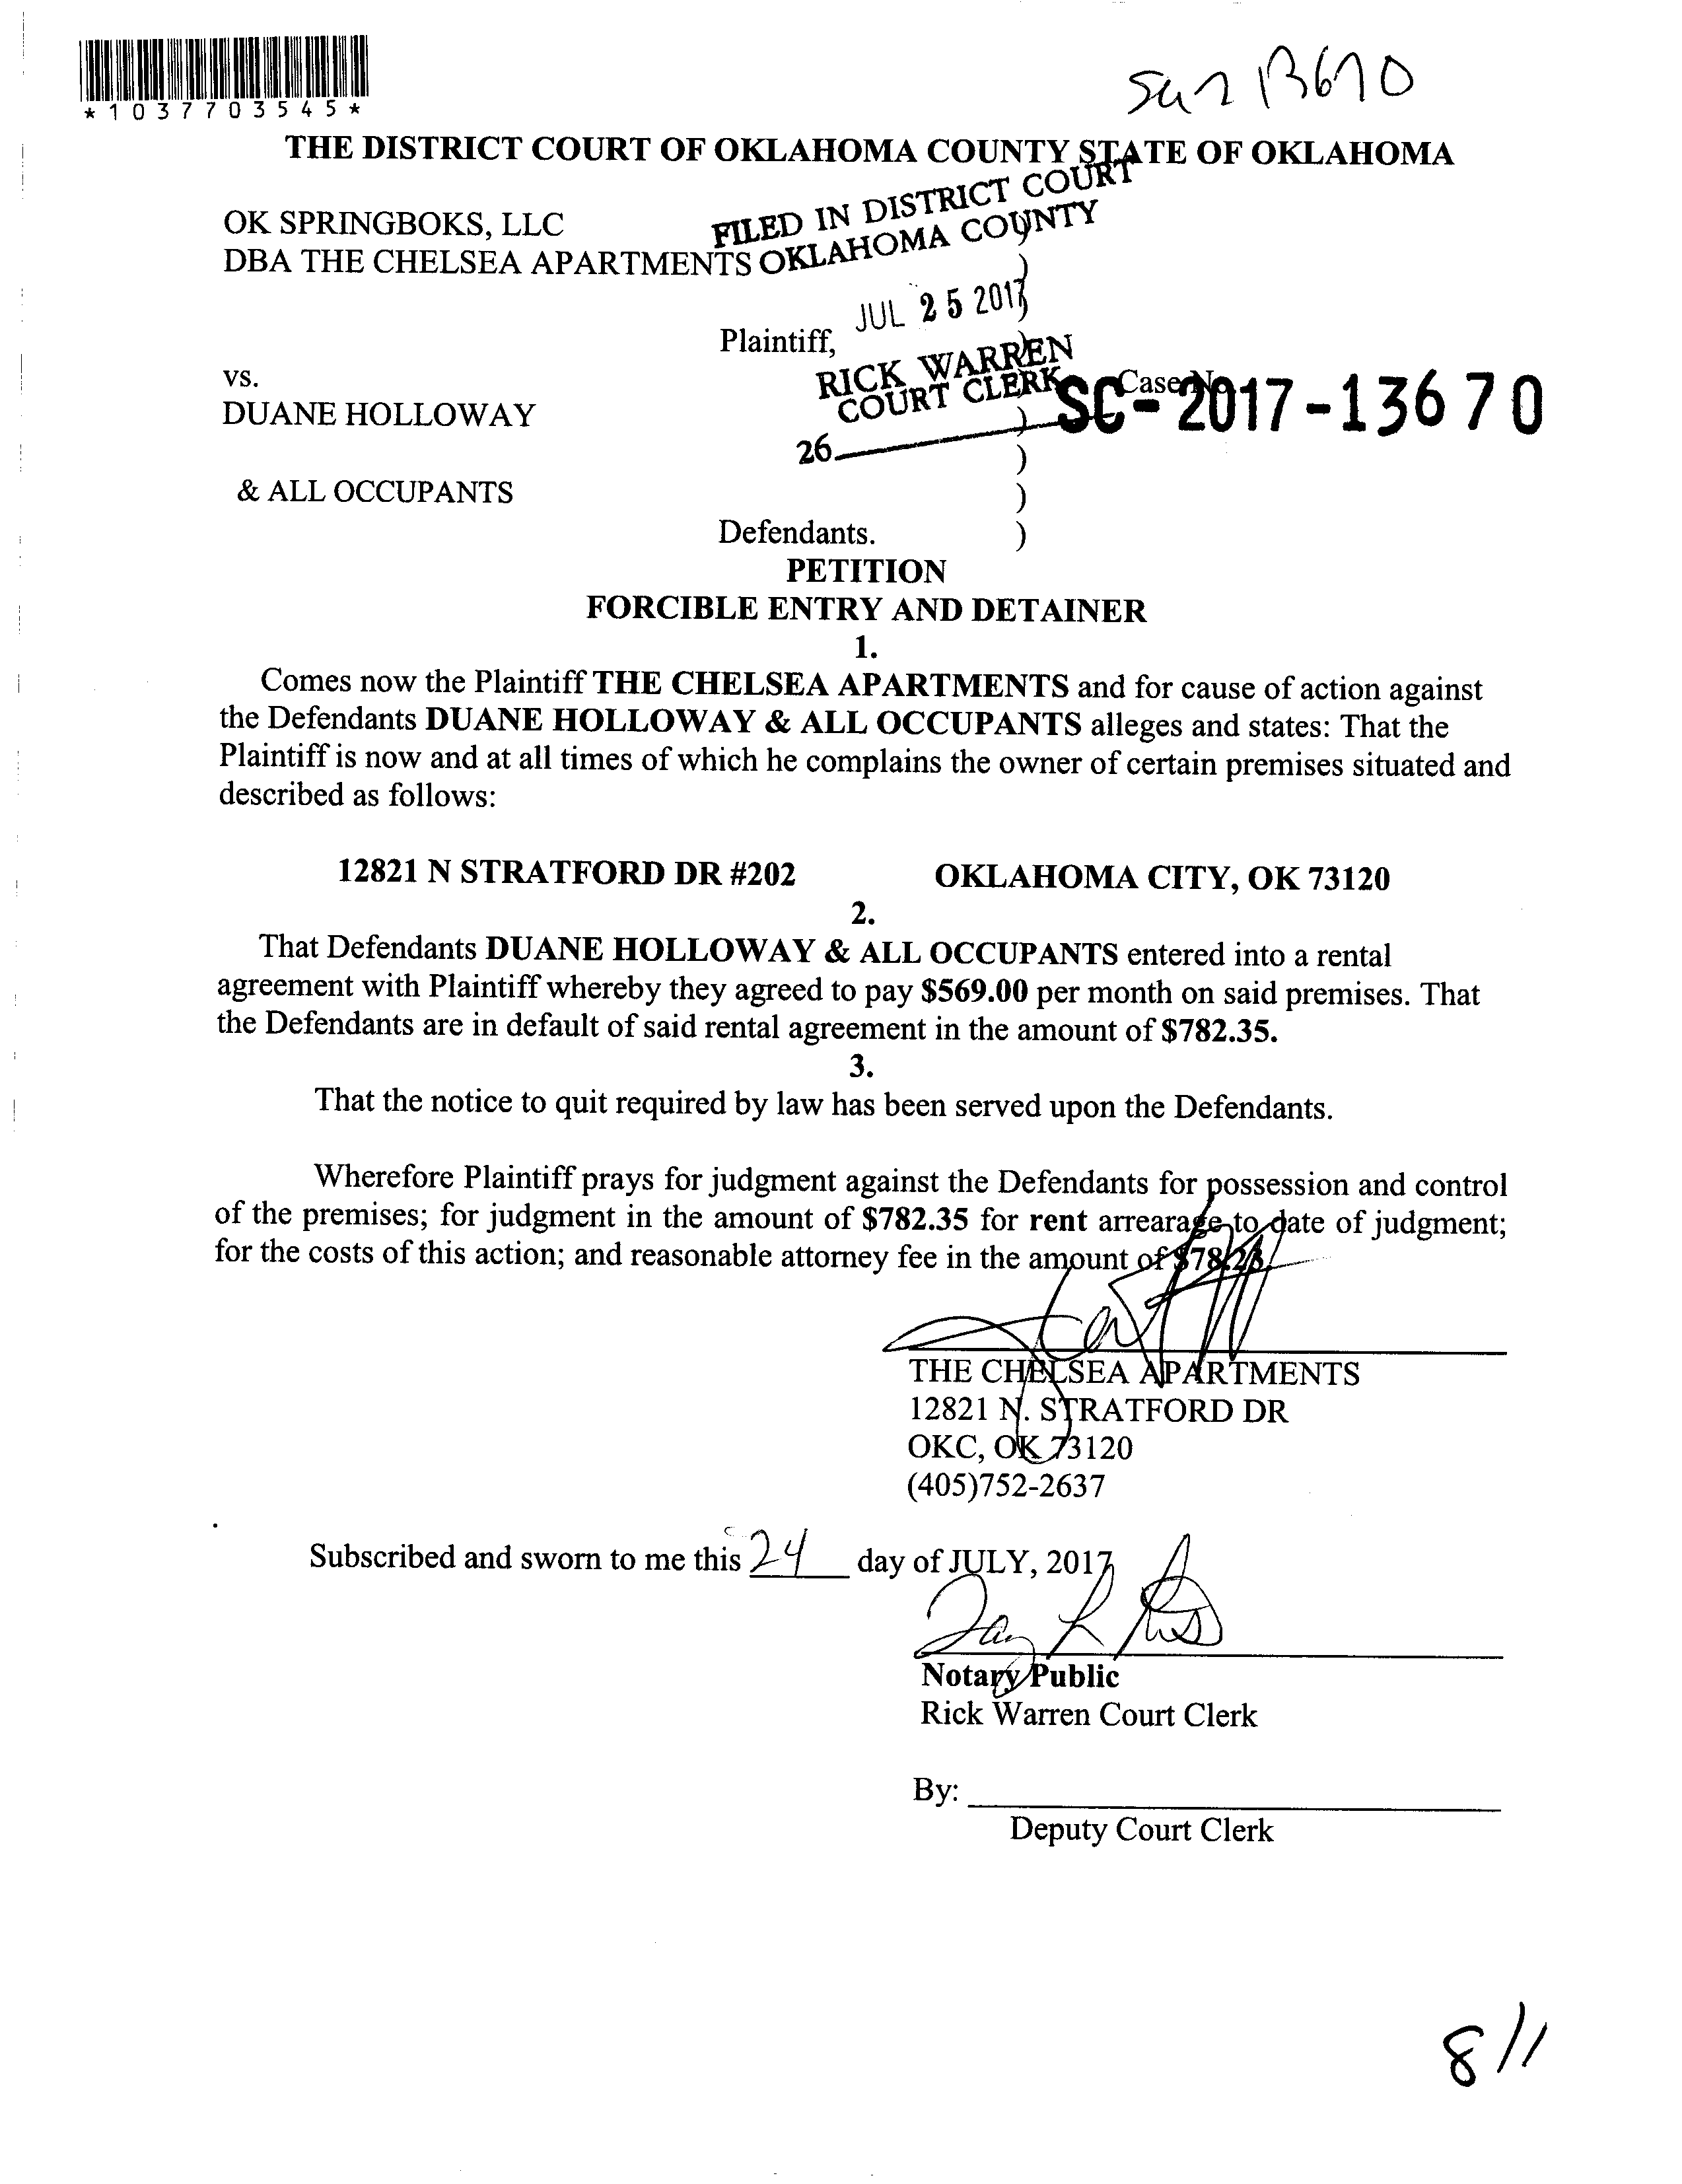 *1037703545*
13670
THE DISTRICT COURT OF OKLAHOMA COUNTY STATE OF OKLAHOMA
FILED IN DISTRICT COURT
OKLAHOMA COUNTY
OK SPRINGBOKS, LLC
DBA THE CHELSEA APARTMENTS )
JUL 25 2017 )
Plaintiff, )
RICK WARREN
COURT CLERK
vs. Case No.
SC-2017-13670
DUANE HOLLOWAY )
26 )
& ALL OCCUPANTS )
Defendants. )
PETITION
FORCIBLE ENTRY AND DETAINER
1.
Comes now the Plaintiff THE CHELSEA APARTMENTS and for cause of action against
the Defendants DUANE HOLLOWAY & ALL OCCUPANTS alleges and states: That the
Plaintiff is now and at all times of which he complains the owner of certain premises situated and
described as follows:
12821 N STRATFORD DR #202 OKLAHOMA CITY, OK 73120
2.
That Defendants DUANE HOLLOWAY & ALL OCCUPANTS entered into a rental
agreement with Plaintiff whereby they agreed to pay $569.00 per month on said premises. That
the Defendants are in default of said rental agreement in the amount of $782.35.
3.
That the notice to quit required by law has been served upon the Defendants.
Wherefore Plaintiff prays for judgment against the Defendants for possession and control
of the premises; for judgment in the amount of $782.35 for rent arrearage to date of judgment;
for the costs of this action; and reasonable attorney fee in the amount of $78.23.
THE CHELSEA APARTMENTS
12821 N. STRATFORD DR
OKC, OK 73120
(405)752-2637
Subscribed and sworn to me this 24 day of JULY, 2017
Notary Public
Rick Warren Court Clerk
By:
Deputy Court Clerk
8/1